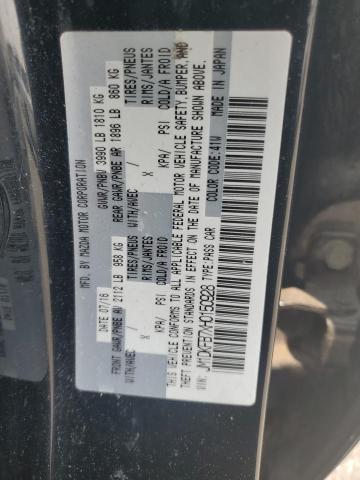 MFD. BY MAZDA MOTOR CORPORATION
DATE 07/16 GVWR/PNBV 3990 LB 1810 KG
FRONT GAWR/PNBE AV 2112 LB 958 KG REAR GAWR/PNBE AR 1896 LB 860 KG
WITH/AVEC TIRES/PNEUS WITH/AVEC TIRES/PNEUS
X RIMS/JANTES X RIMS/JANTES
KPA/ PSI COLD/A FROID KPA/ PSI COLD/A FROID
THIS VEHICLE CONFORMS TO ALL APPLICABLE FEDERAL MOTOR VEHICLE SAFETY, BUMPER, AND
THEFT PREVENTION STANDARDS IN EFFECT ON THE DATE OF MANUFACTURE SHOWN ABOVE.
TYPE:PASS CAR COLOR CODE:41W MADE IN JAPAN